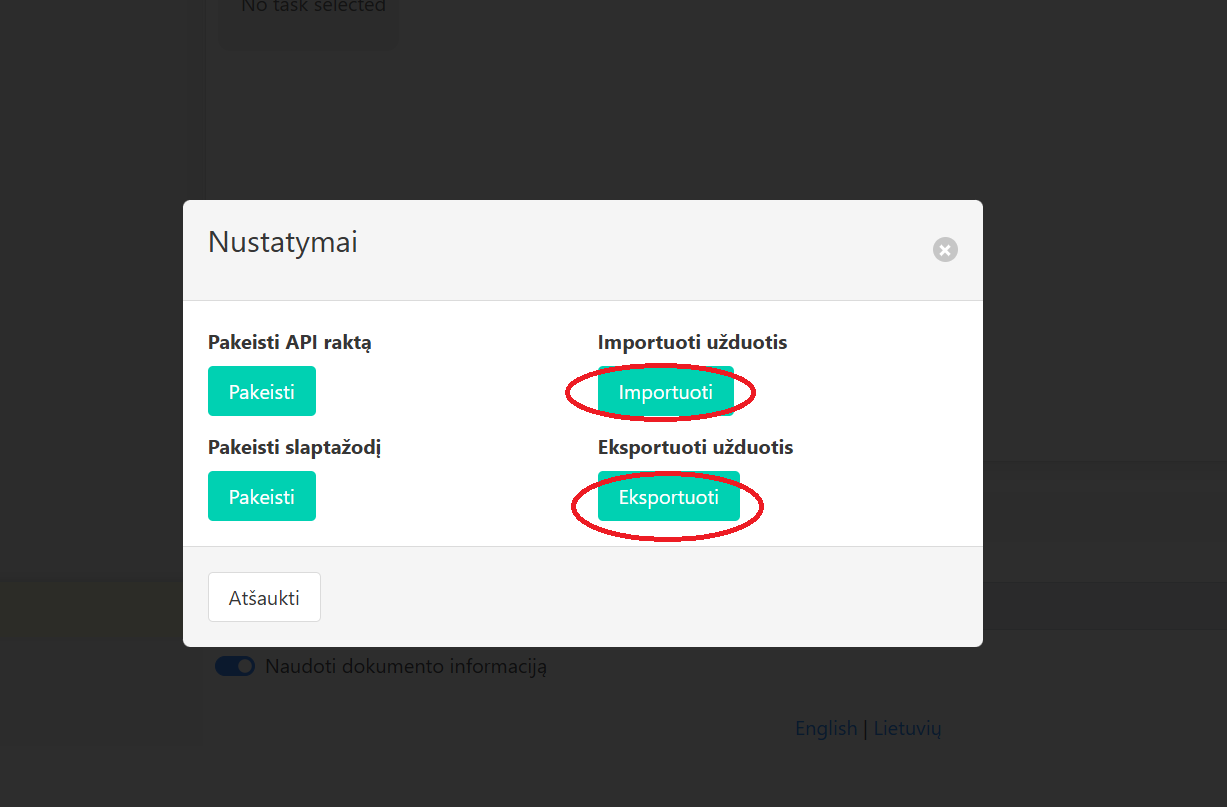 No task selected
Nustatymai
Pakeisti API raktą
Importuoti užduotis
Pakeisti
Importuoti
Pakeisti slaptažodį
Eksportuoti užduotis
Pakeisti
Eksportuoti
Atšaukti
Naudoti dokumento informaciją
English | Lietuvių